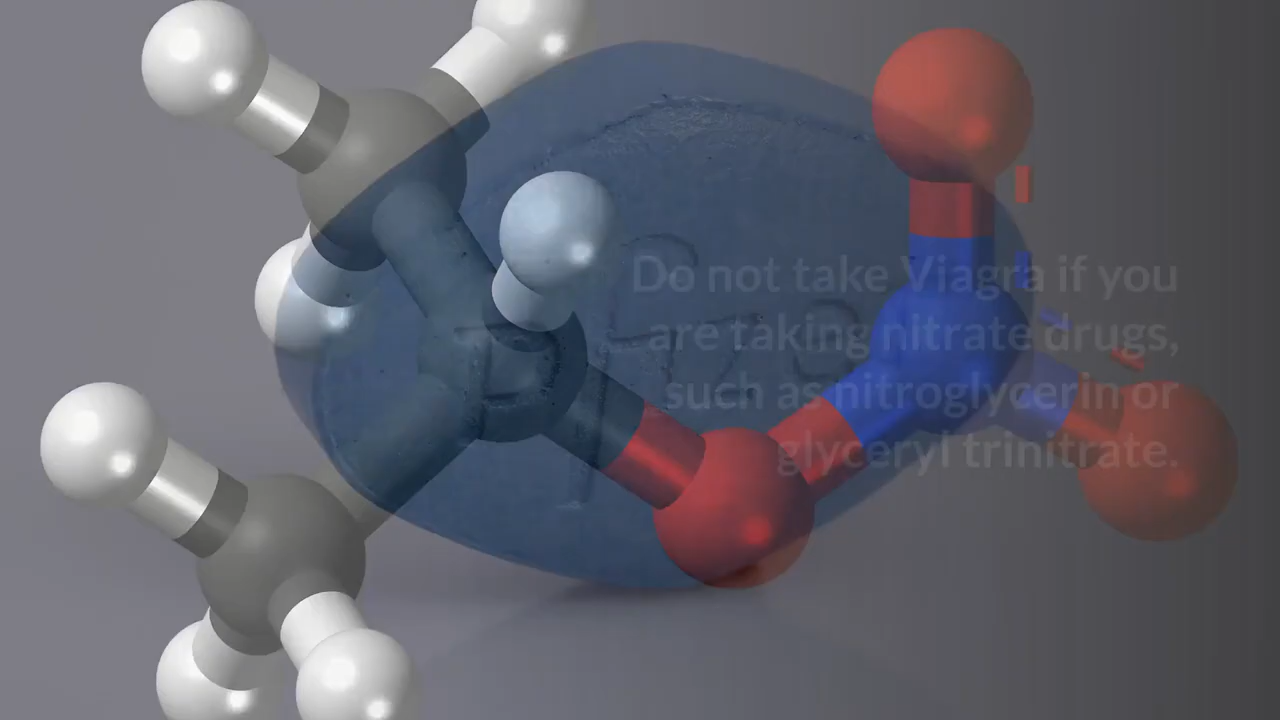 Do not take Viagra if you
are taking nitrate drugs,
such as nitroglycerin or
glyceryl trinitrate.